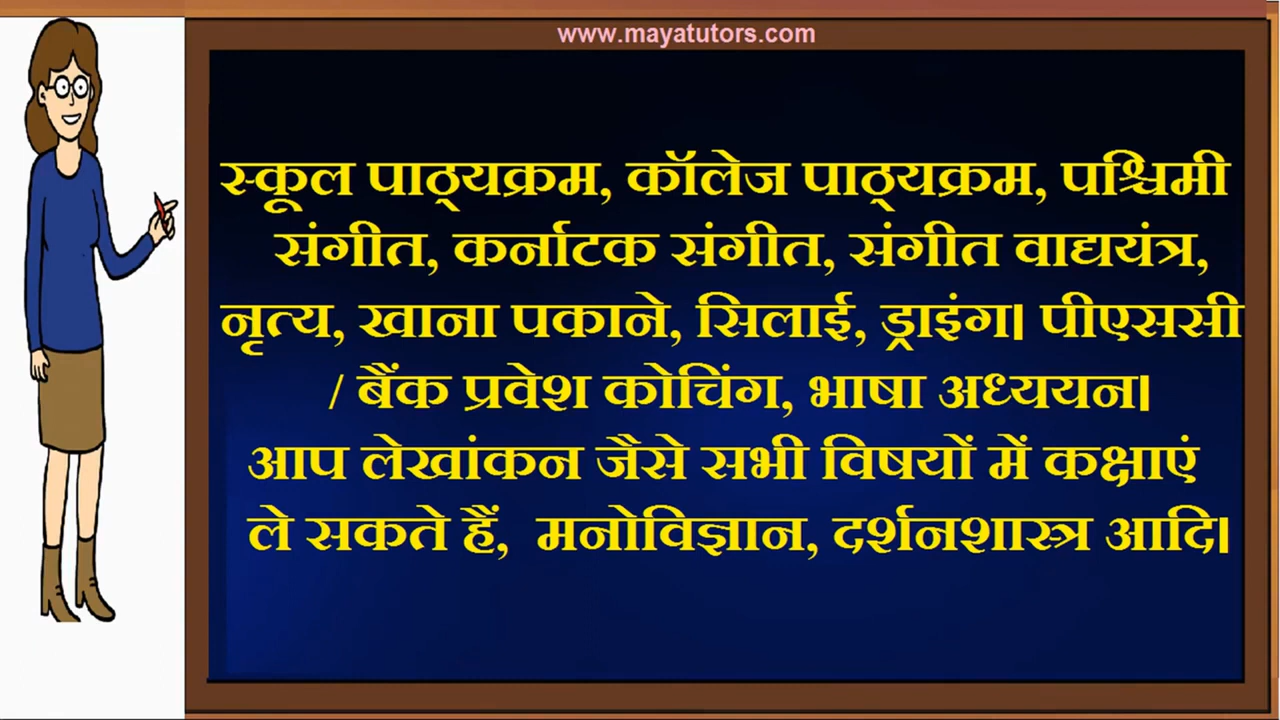 www.mayatutors.com
स्कूल पाठ्यक्रम, कॉलेज पाठ्यक्रम, पश्चिमी
संगीत, कर्नाटक संगीत, संगीत वाद्ययंत्र,
नृत्य, खाना पकाने, सिलाई, ड्राइंग। पीएससी
/ बैंक प्रवेश कोचिंग, भाषा अध्ययन।
आप लेखांकन जैसे सभी विषयों में कक्षाएं
ले सकते हैं, मनोविज्ञान, दर्शनशास्त्र आदि।